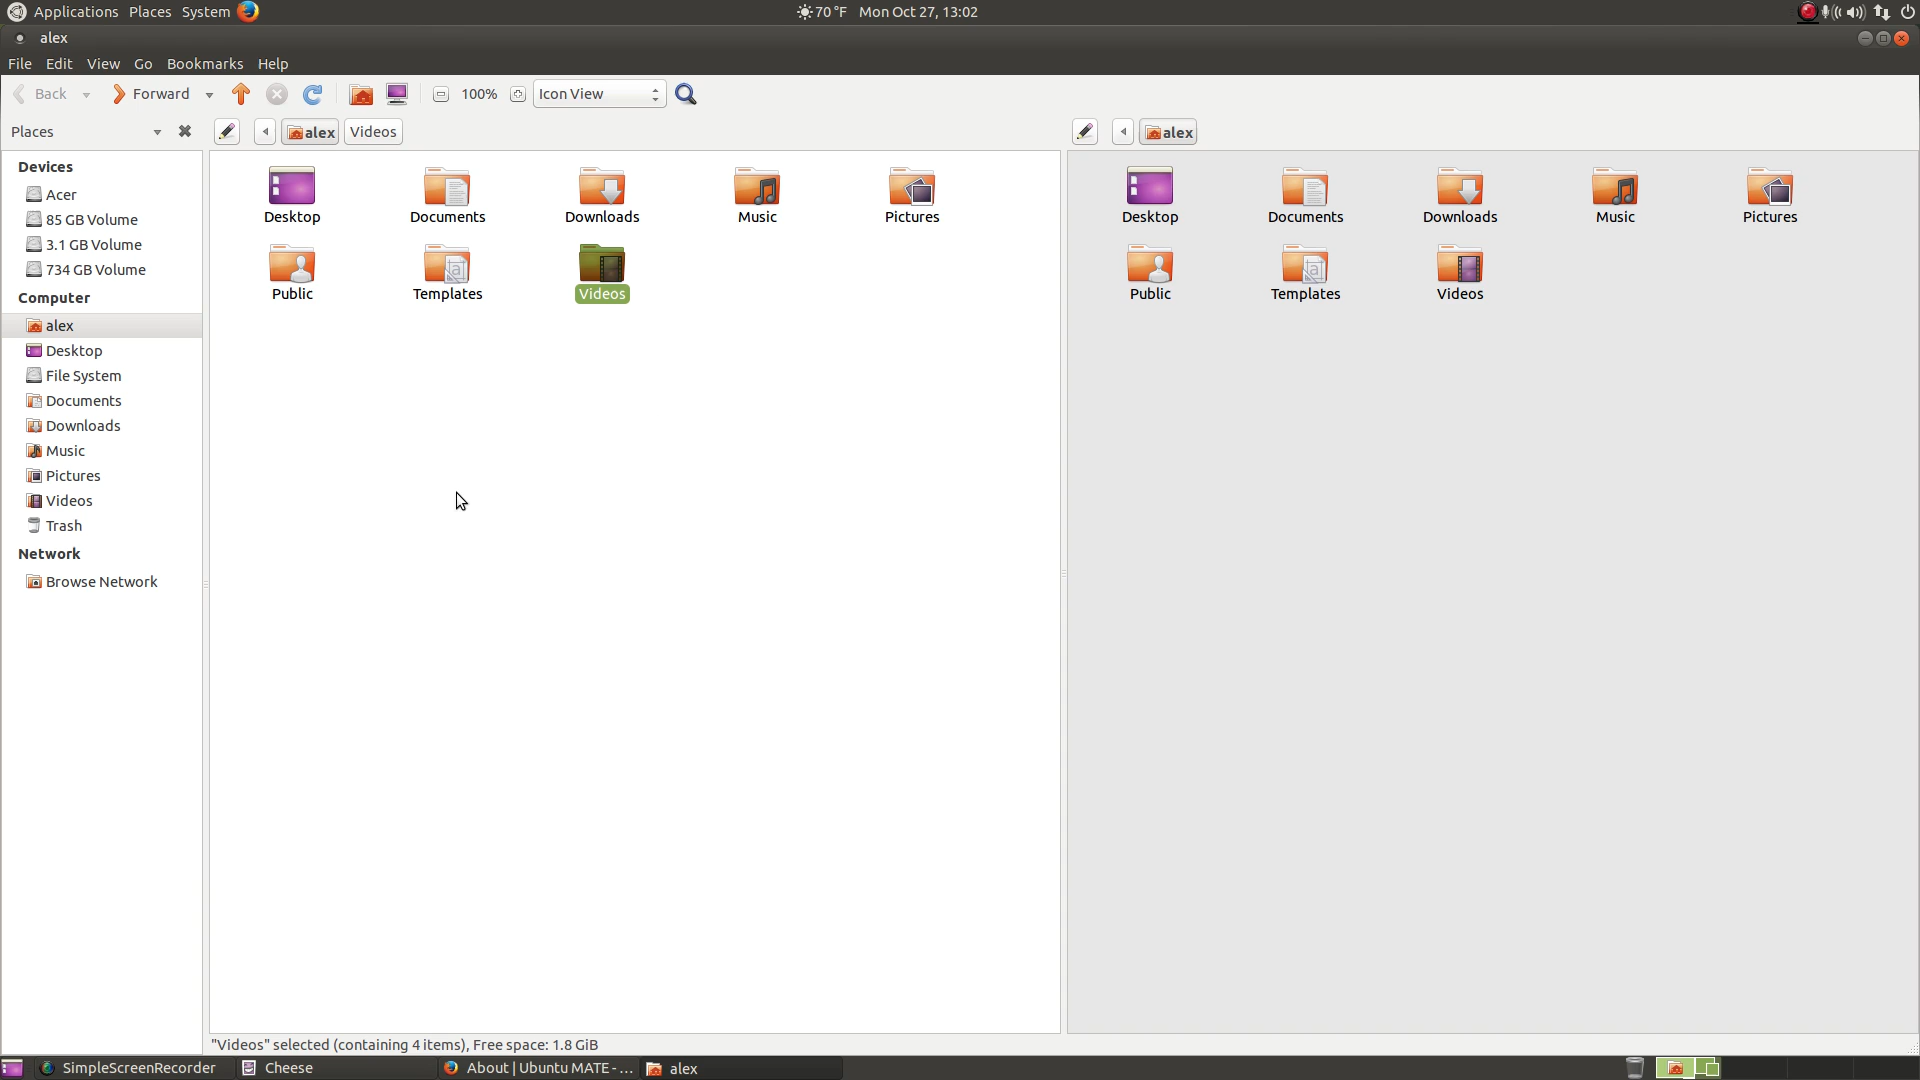 Applications Places System 70 °F Mon Oct 27, 13:02
alex
File Edit View Go Bookmarks Help
Back Forward 100% Icon View
Places alex Videos alex
Devices
Acer
85 GB Volume
3.1 GB Volume
734 GB Volume
Computer
alex
Desktop
File System
Documents
Downloads
Music
Pictures
Videos
Trash
Network
Browse Network
Desktop Documents Downloads Music Pictures
Public Templates Videos
Desktop Documents Downloads Music Pictures
Public Templates Videos
"Videos" selected (containing 4 items), Free space: 1.8 GiB
SimpleScreenRecorder Cheese About | Ubuntu MATE - ... alex